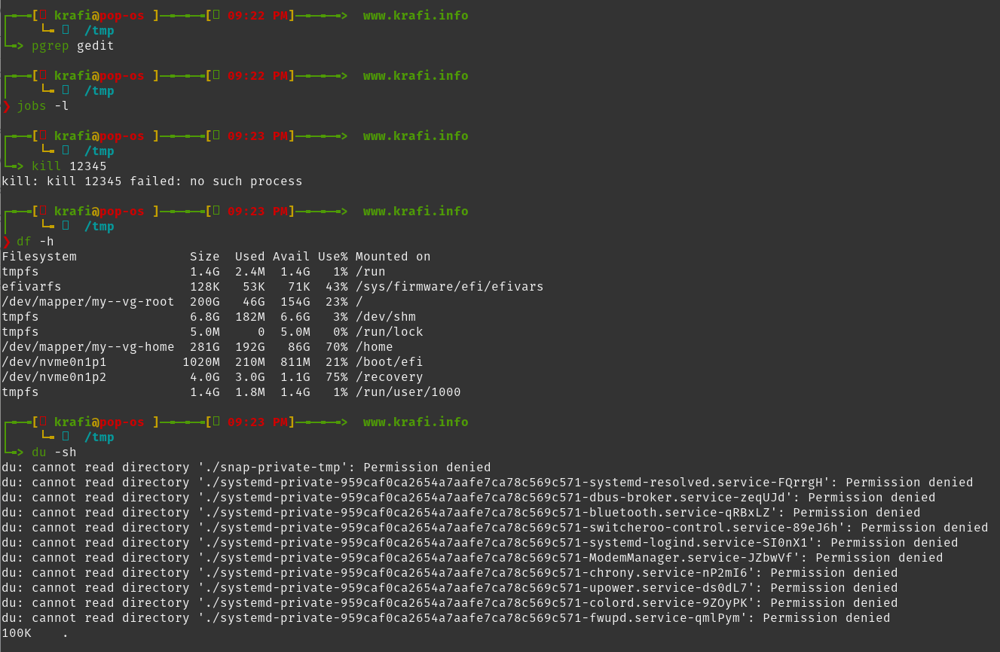 ┌──=[ krafi@pop-os ]──=──=──=[ 09:22 PM]──=──=──=> www.krafi.info
└= /tmp
└=> pgrep gedit
┌──=[ krafi@pop-os ]──=──=──=[ 09:22 PM]──=──=──=> www.krafi.info
└= /tmp
❯ jobs -l
┌──=[ krafi@pop-os ]──=──=──=[ 09:23 PM]──=──=──=> www.krafi.info
└= /tmp
└=> kill 12345
kill: kill 12345 failed: no such process
┌──=[ krafi@pop-os ]──=──=──=[ 09:23 PM]──=──=──=> www.krafi.info
└= /tmp
❯ df -h
Filesystem               Size  Used Avail Use% Mounted on
tmpfs                    1.4G  2.4M  1.4G   1% /run
efivarfs                 128K   53K   71K  43% /sys/firmware/efi/efivars
/dev/mapper/my--vg-root  200G   46G  154G  23% /
tmpfs                    6.8G  182M  6.6G   3% /dev/shm
tmpfs                    5.0M     0  5.0M   0% /run/lock
/dev/mapper/my--vg-home  281G  192G   86G  70% /home
/dev/nvme0n1p1          1020M  210M  811M  21% /boot/efi
/dev/nvme0n1p2           4.0G  3.0G  1.1G  75% /recovery
tmpfs                    1.4G  1.8M  1.4G   1% /run/user/1000
┌──=[ krafi@pop-os ]──=──=──=[ 09:23 PM]──=──=──=> www.krafi.info
└= /tmp
└=> du -sh
du: cannot read directory './snap-private-tmp': Permission denied
du: cannot read directory './systemd-private-959caf0ca2654a7aafe7ca78c569c571-systemd-resolved.service-FQrrgH': Permission denied
du: cannot read directory './systemd-private-959caf0ca2654a7aafe7ca78c569c571-dbus-broker.service-zeqUJd': Permission denied
du: cannot read directory './systemd-private-959caf0ca2654a7aafe7ca78c569c571-bluetooth.service-qRBxLZ': Permission denied
du: cannot read directory './systemd-private-959caf0ca2654a7aafe7ca78c569c571-switcheroo-control.service-89eJ6h': Permission denied
du: cannot read directory './systemd-private-959caf0ca2654a7aafe7ca78c569c571-systemd-logind.service-SI0nX1': Permission denied
du: cannot read directory './systemd-private-959caf0ca2654a7aafe7ca78c569c571-ModemManager.service-JZbwVf': Permission denied
du: cannot read directory './systemd-private-959caf0ca2654a7aafe7ca78c569c571-chrony.service-nP2mI6': Permission denied
du: cannot read directory './systemd-private-959caf0ca2654a7aafe7ca78c569c571-upower.service-ds0dL7': Permission denied
du: cannot read directory './systemd-private-959caf0ca2654a7aafe7ca78c569c571-colord.service-9ZOyPK': Permission denied
du: cannot read directory './systemd-private-959caf0ca2654a7aafe7ca78c569c571-fwupd.service-qmlPym': Permission denied
100K    .